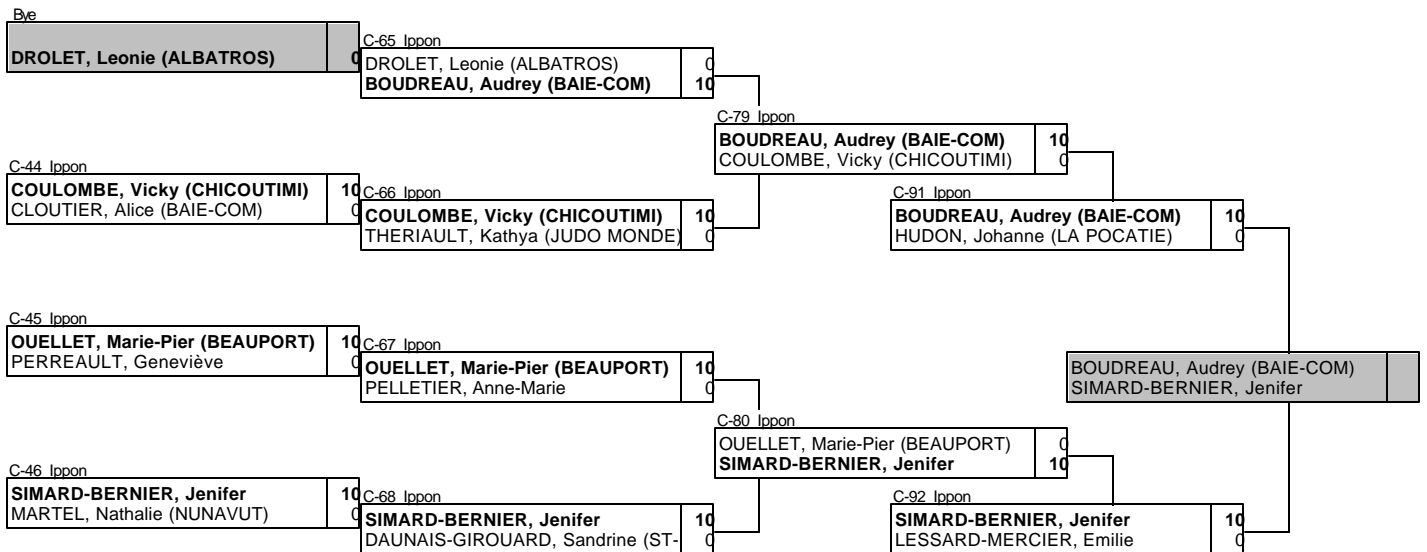 Bye
DROLET, Leonie (ALBATROS) 0
C-65 Ippon
DROLET, Leonie (ALBATROS) 0
BOUDREAU, Audrey (BAIE-COM) 10
C-79 Ippon
BOUDREAU, Audrey (BAIE-COM) 10
COULOMBE, Vicky (CHICOUTIMI) 0
C-44 Ippon
COULOMBE, Vicky (CHICOUTIMI) 10
CLOUTIER, Alice (BAIE-COM) 0
C-66 Ippon
COULOMBE, Vicky (CHICOUTIMI) 10
THERIAULT, Kathya (JUDO MONDE) 0
C-91 Ippon
BOUDREAU, Audrey (BAIE-COM) 10
HUDON, Johanne (LA POCATIE) 0
C-45 Ippon
OUELLET, Marie-Pier (BEAUPORT) 10
PERREAULT, Geneviève 0
C-67 Ippon
OUELLET, Marie-Pier (BEAUPORT) 10
PELLETIER, Anne-Marie 0
BOUDREAU, Audrey (BAIE-COM)
SIMARD-BERNIER, Jenifer
C-80 Ippon
OUELLET, Marie-Pier (BEAUPORT) 0
SIMARD-BERNIER, Jenifer 10
C-46 Ippon
SIMARD-BERNIER, Jenifer 10
MARTEL, Nathalie (NUNAVUT) 0
C-68 Ippon
SIMARD-BERNIER, Jenifer 10
DAUNAIS-GIROUARD, Sandrine (ST- 0
C-92 Ippon
SIMARD-BERNIER, Jenifer 10
LESSARD-MERCIER, Emilie 0